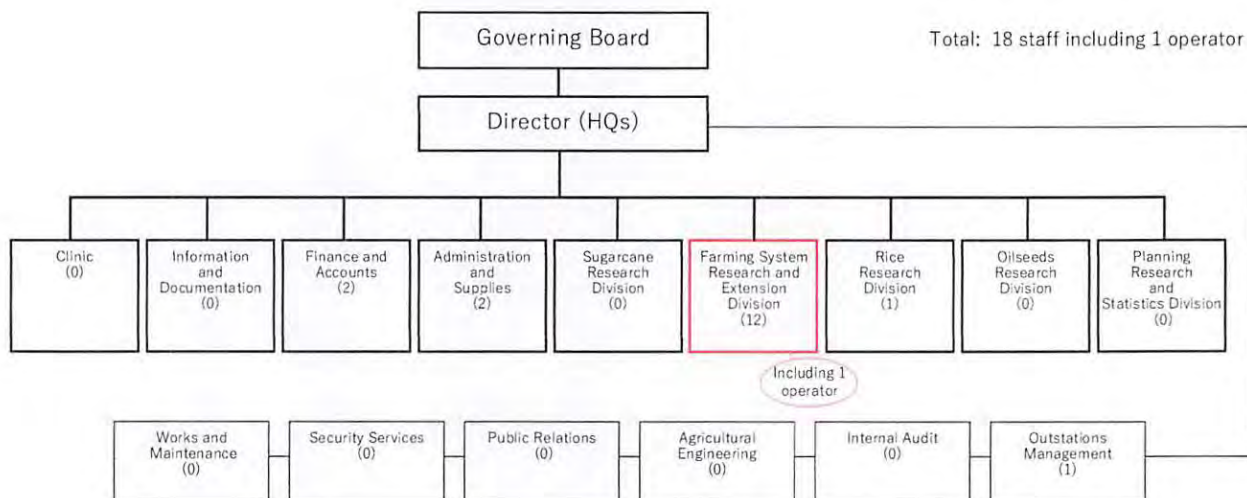 Governing Board
Total: 18 staff including 1 operator
Director (HQs)
Clinic
(0)
Information
and
Documentation
(0)
Finance and
Accounts
(2)
Administration
and
Supplies
(2)
Sugarcane
Research
Division
(0)
Farming System
Research and
Extension
Division
(12)
Rice
Research
Division
(1)
Oilseeds
Research
Division
(0)
Planning
Research
and
Statistics Division
(0)
Including 1
operator
Works and
Maintenance
(0)
Security Services
(0)
Public Relations
(0)
Agricultural
Engineering
(0)
Internal Audit
(0)
Outstations
Management
(1)